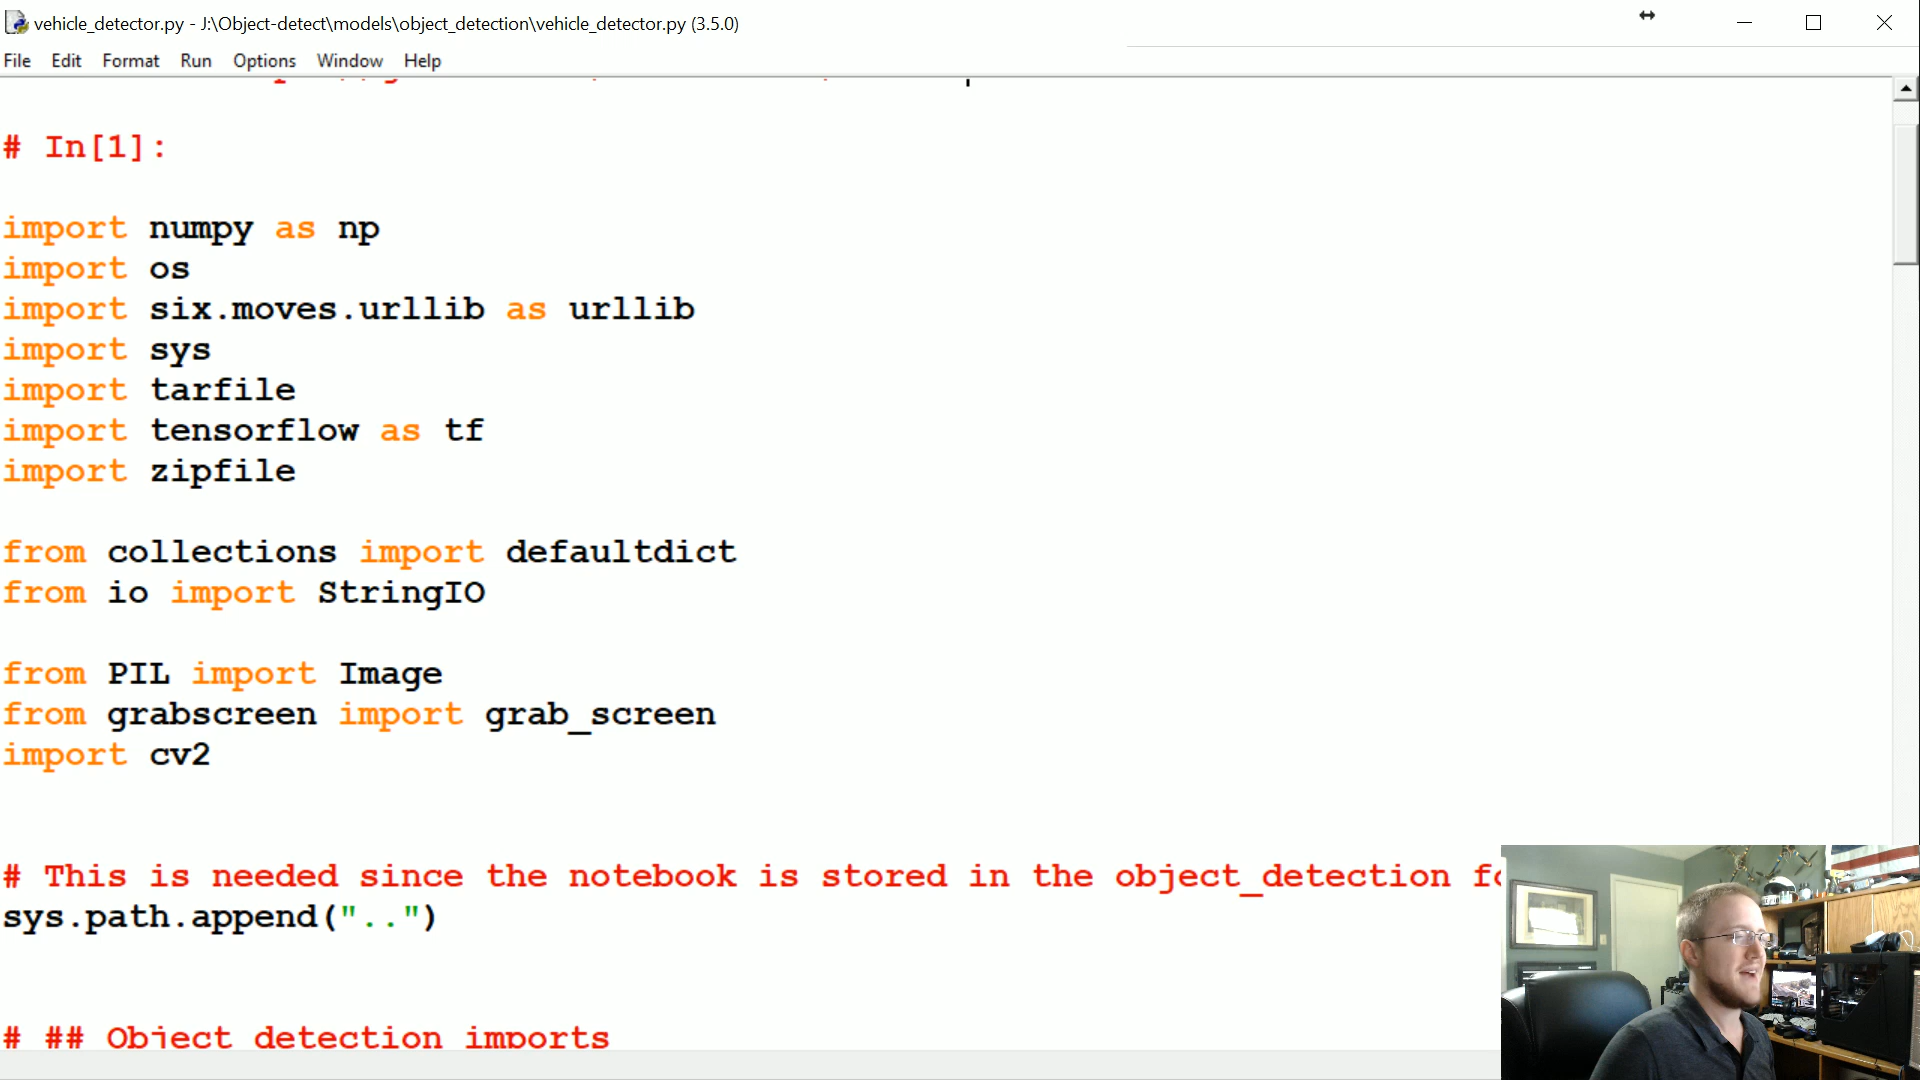 vehicle_detector.py - J:\Object-detect\models\object_detection\vehicle_detector.py (3.5.0)
File Edit Format Run Options Window Help
# In[1]:
import numpy as np
import os
import six.moves.urllib as urllib
import sys
import tarfile
import tensorflow as tf
import zipfile
from collections import defaultdict
from io import StringIO
from PIL import Image
from grabscreen import grab_screen
import cv2
# This is needed since the notebook is stored in the object_detection
sys.path.append("..")
# ## Object detection imports